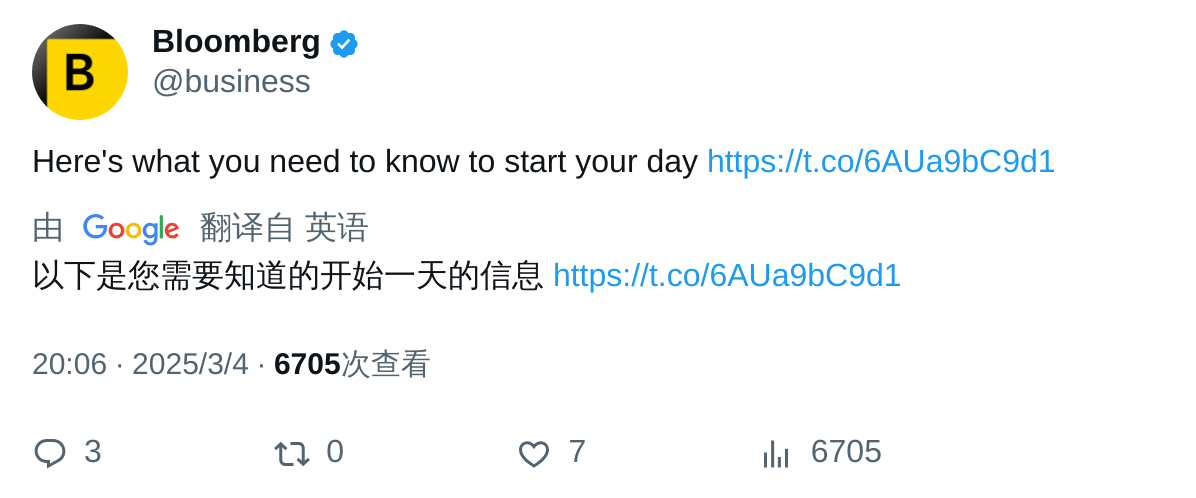 B
Bloomberg
@business
Here's what you need to know to start your day https://t.co/6AUa9bC9d1
由 Google 翻译自 英语
以下是您需要知道的开始一天的信息 https://t.co/6AUa9bC9d1
20:06 · 2025/3/4 · 6705次查看
3 0 7 6705